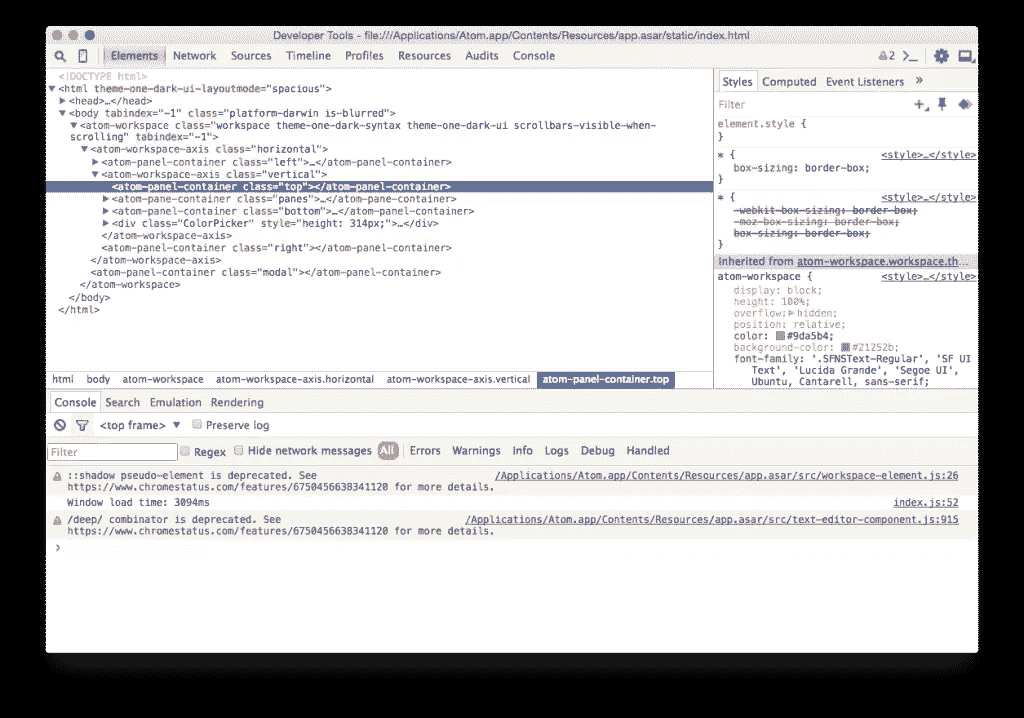 Developer Tools - file:///Applications/Atom.app/Contents/Resources/app.asar/static/index.html
Elements Network Sources Timeline Profiles Resources Audits Console 2
<!DOCTYPE html>
<html theme-one-dark-ui-layoutmode="spacious">
<head>…</head>
<body tabindex="-1" class="platform-darwin is-blurred">
<atom-workspace class="workspace theme-one-dark-syntax theme-one-dark-ui scrollbars-visible-when-
scrolling" tabindex="-1">
<atom-workspace-axis class="horizontal">
<atom-panel-container class="left">…</atom-panel-container>
<atom-workspace-axis class="vertical">
<atom-panel-container class="top"></atom-panel-container>
<atom-pane-container class="panes">…</atom-pane-container>
<atom-panel-container class="bottom">…</atom-panel-container>
<div class="ColorPicker" style="height: 314px;">…</div>
</atom-workspace-axis>
<atom-panel-container class="right"></atom-panel-container>
</atom-workspace-axis>
<atom-panel-container class="modal"></atom-panel-container>
</atom-workspace>
</body>
</html>
html body atom-workspace atom-workspace-axis.horizontal atom-workspace-axis.vertical atom-panel-container.top
Styles Computed Event Listeners »
Filter
element.style {
}
* { <style>…</style>
box-sizing: border-box;
}
* { <style>…</style>
-webkit-box-sizing: border-box;
-moz-box-sizing: border-box;
box-sizing: border-box;
}
Inherited from atom-workspace.workspace.th…
atom-workspace { <style>…</style>
display: block;
height: 100%;
overflow: hidden;
position: relative;
color: #9da5b4;
background-color: #21252b;
font-family: '.SFNSText-Regular', 'SF UI
Text', 'Lucida Grande', 'Segoe UI',
Ubuntu, Cantarell, sans-serif;
Console Search Emulation Rendering
<top frame> ▼ Preserve log
Filter Regex Hide network messages All Errors Warnings Info Logs Debug Handled
::shadow pseudo-element is deprecated. See /Applications/Atom.app/Contents/Resources/app.asar/src/workspace-element.js:26
https://www.chromestatus.com/features/6750456638341120 for more details.
Window load time: 3094ms index.js:52
/deep/ combinator is deprecated. See /Applications/Atom.app/Contents/Resources/app.asar/src/text-editor-component.js:915
https://www.chromestatus.com/features/6750456638341120 for more details.